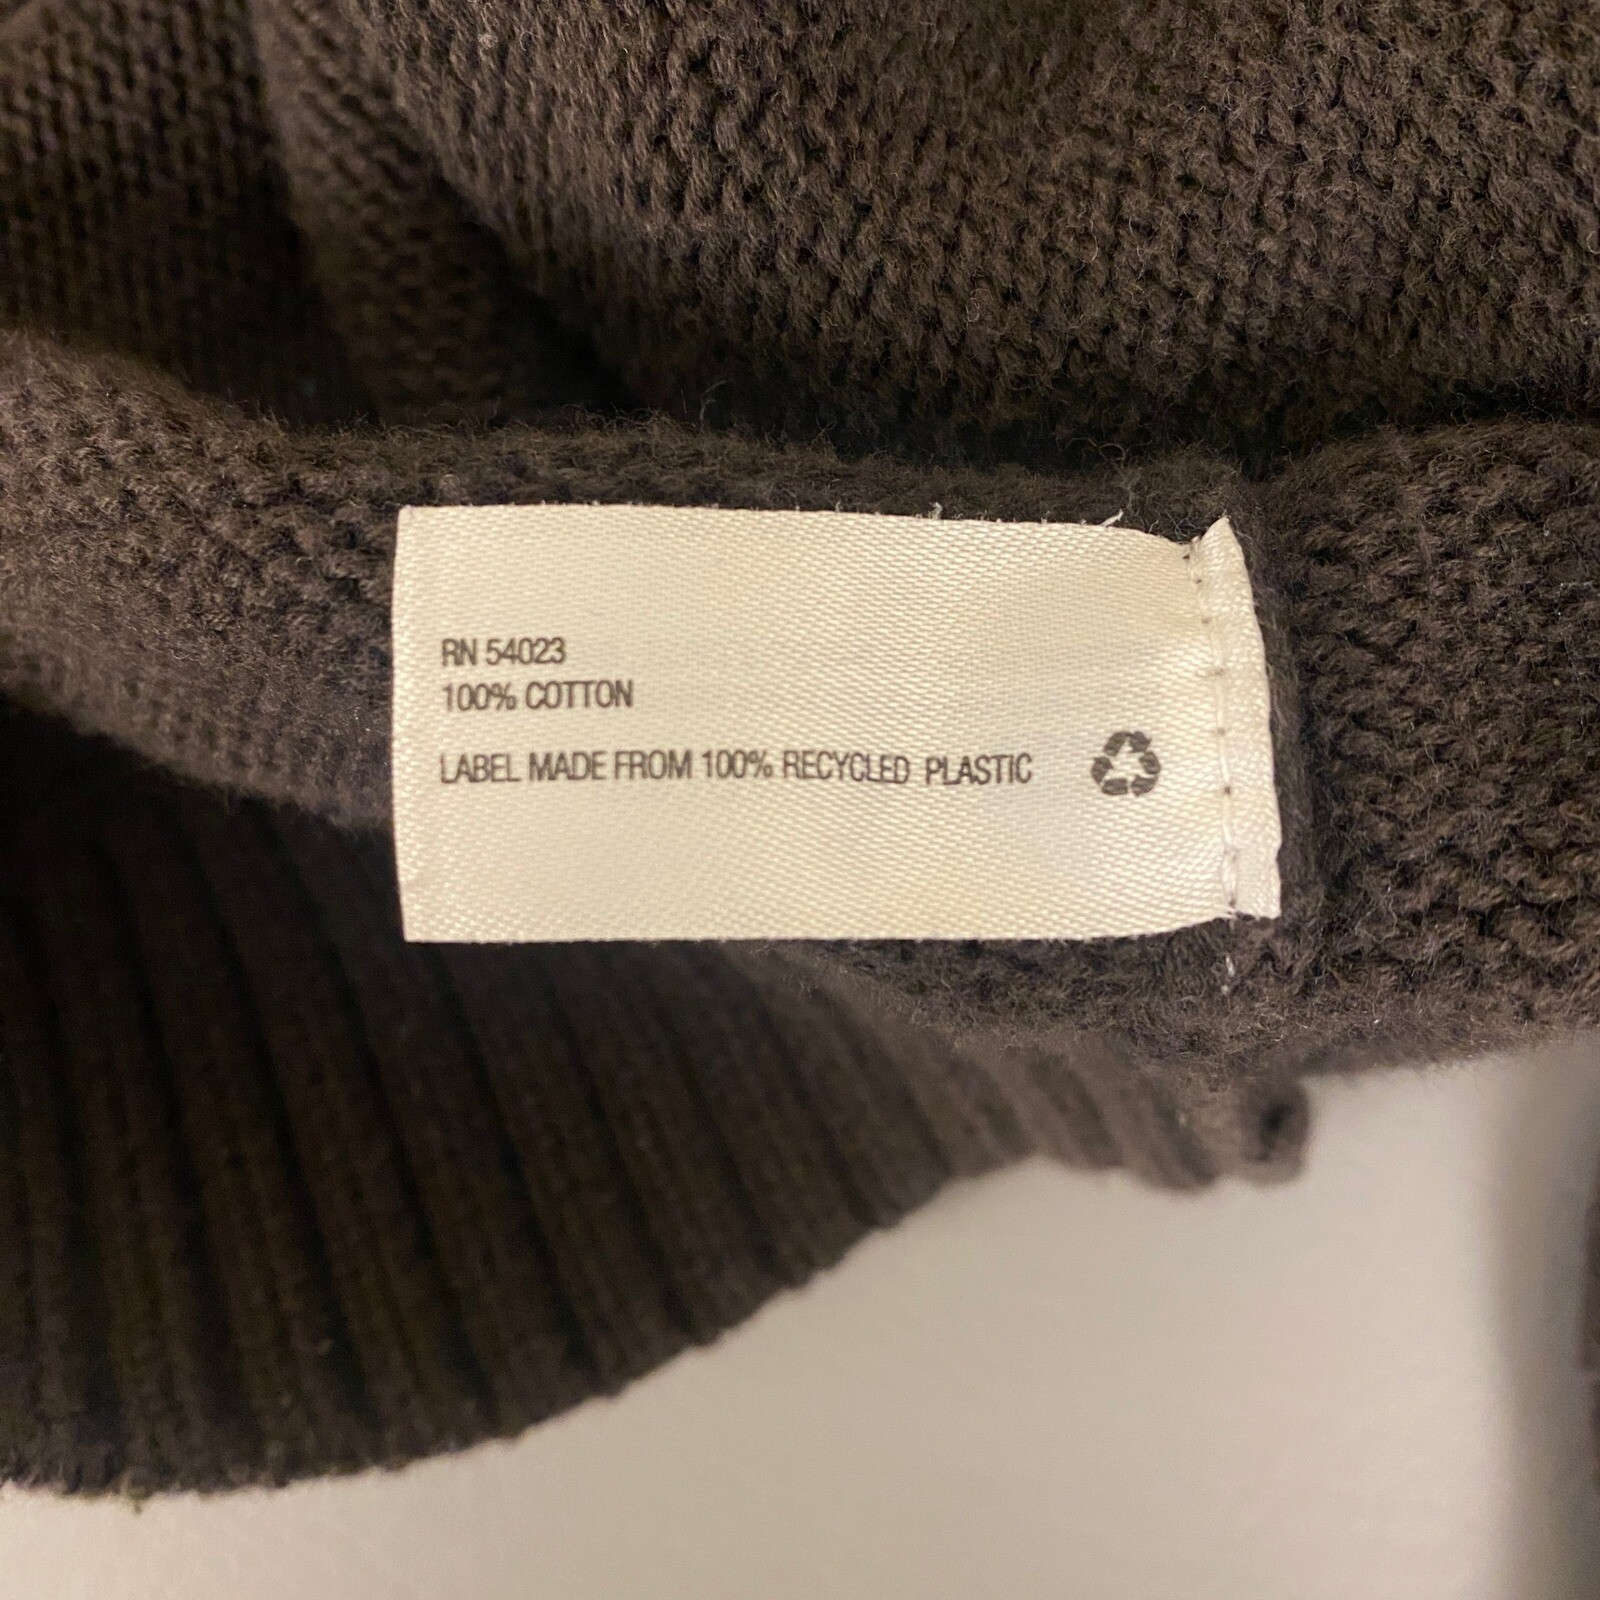 RN 54023
100% COTTON
LABEL MADE FROM 100% RECYCLED PLASTIC